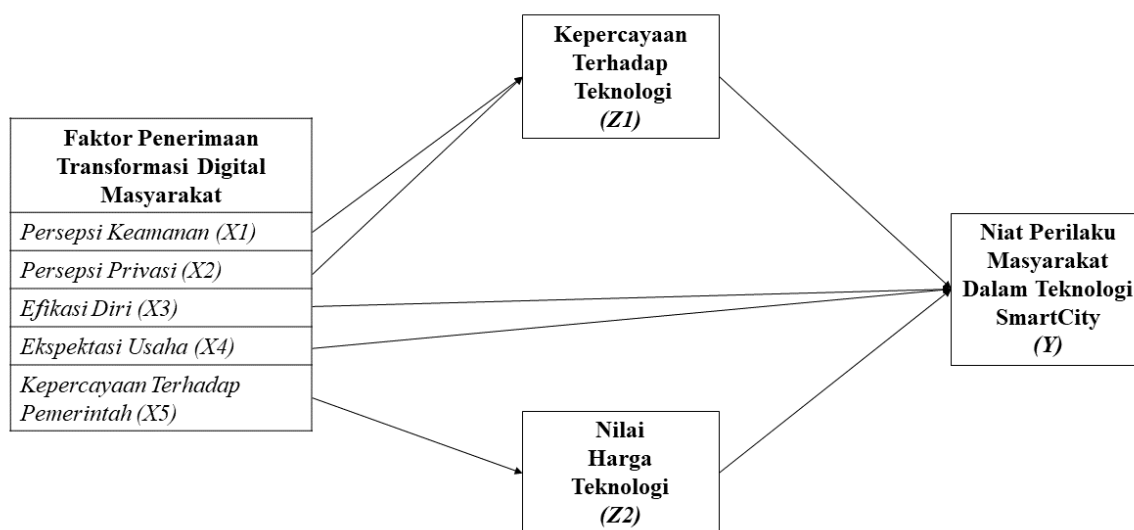 Kepercayaan
Terhadap
Teknologi
(Z1)
Faktor Penerimaan
Transformasi Digital
Masyarakat
Persepsi Keamanan (X1)
Persepsi Privasi (X2)
Efikasi Diri (X3)
Ekspektasi Usaha (X4)
Kepercayaan Terhadap
Pemerintah (X5)
Niat Perilaku
Masyarakat
Dalam Teknologi
SmartCity
(Y)
Nilai
Harga
Teknologi
(Z2)